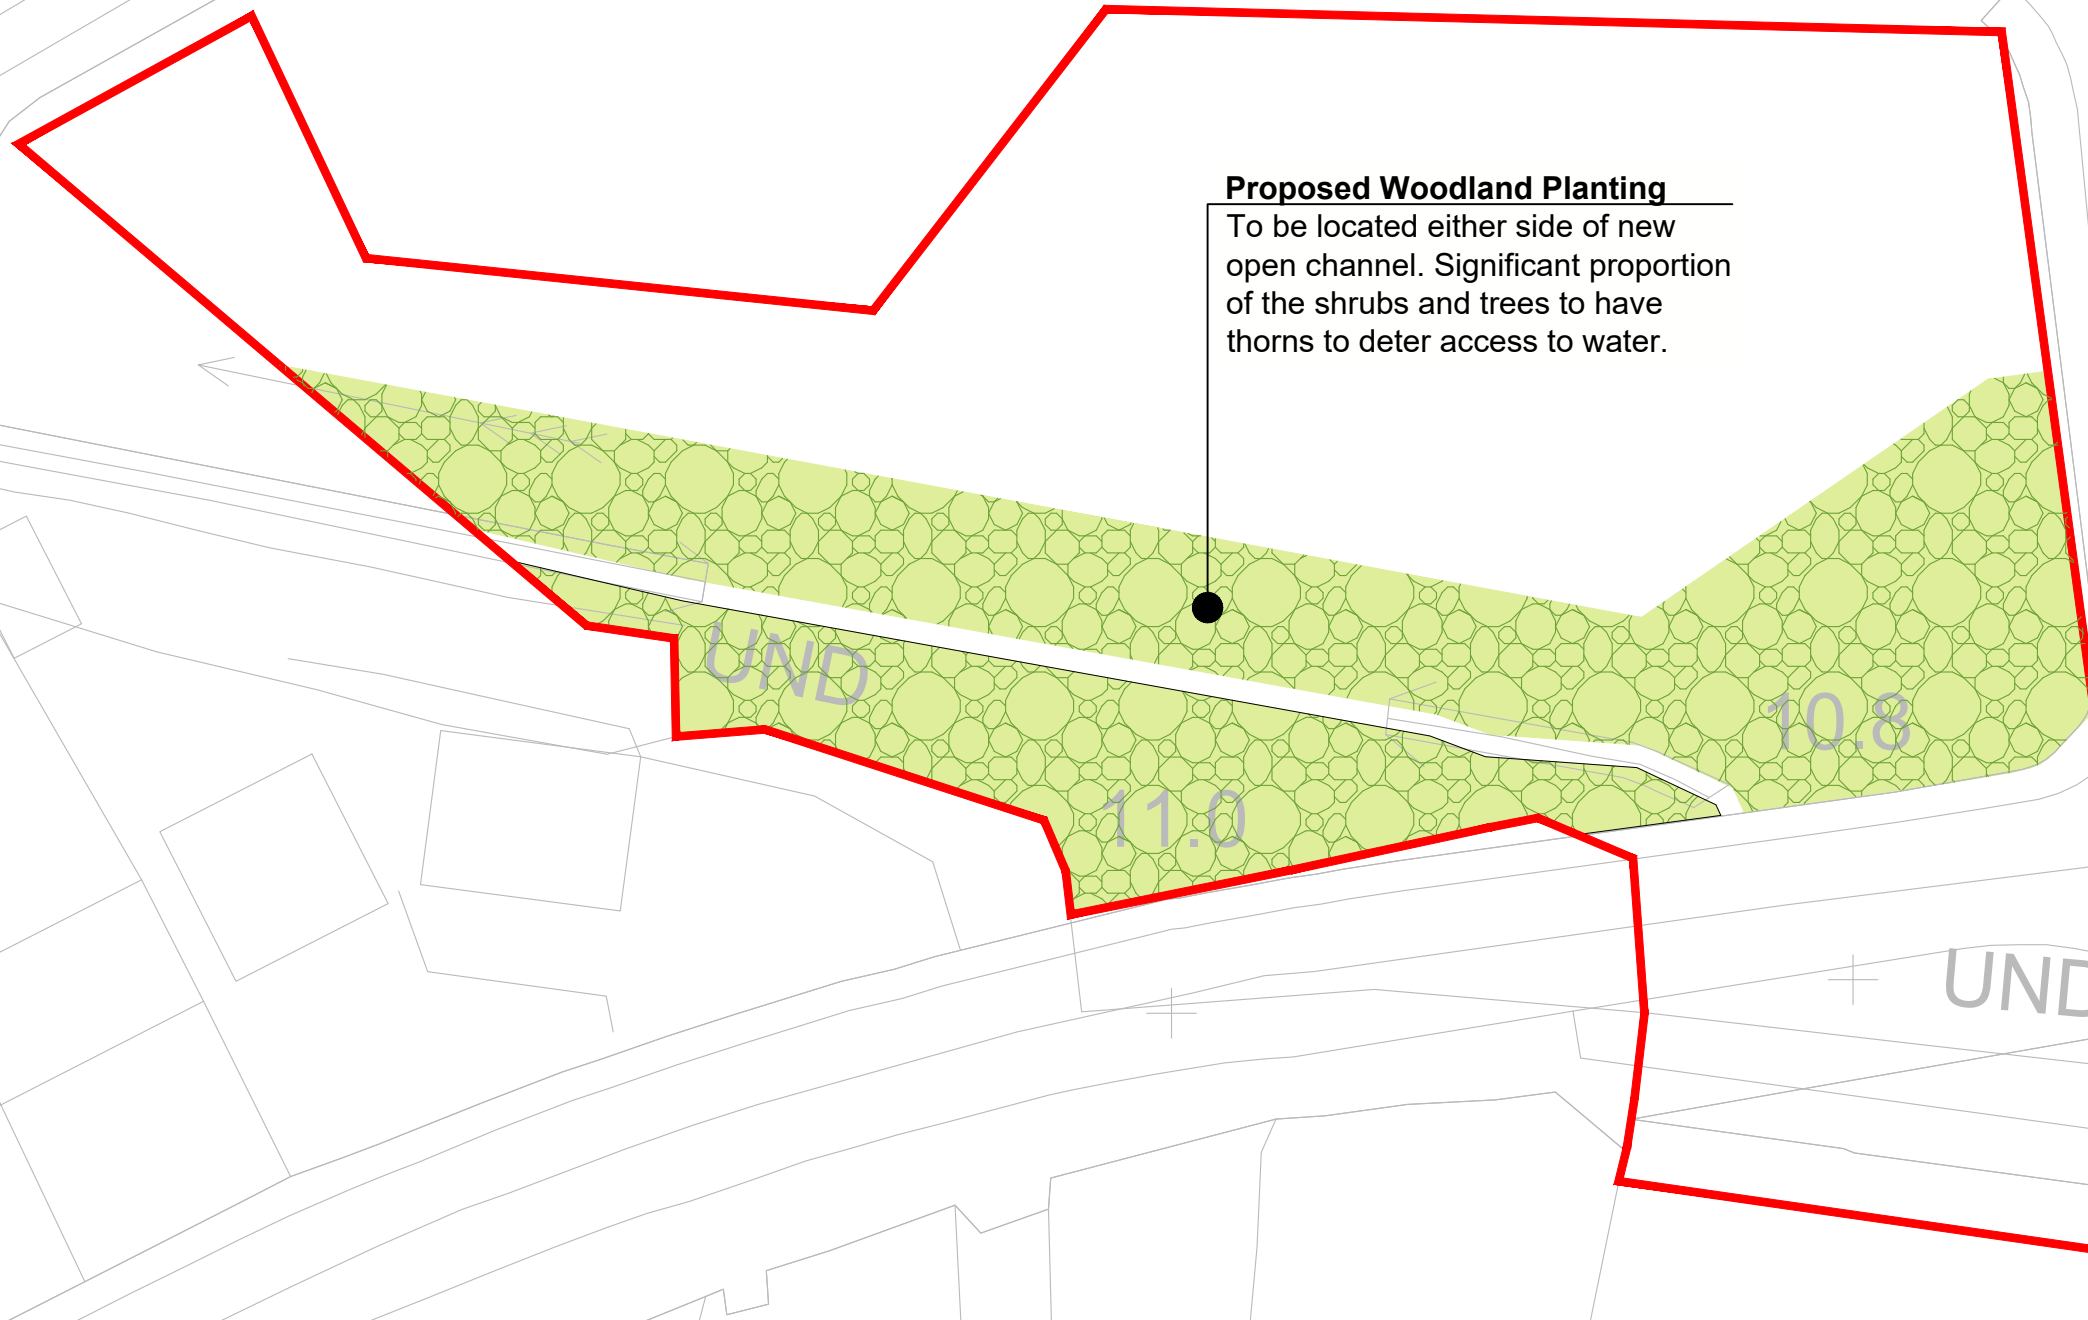 Proposed Woodland Planting
To be located either side of new
open channel. Significant proportion
of the shrubs and trees to have
thorns to deter access to water.
UND
10.8
11.0
UND